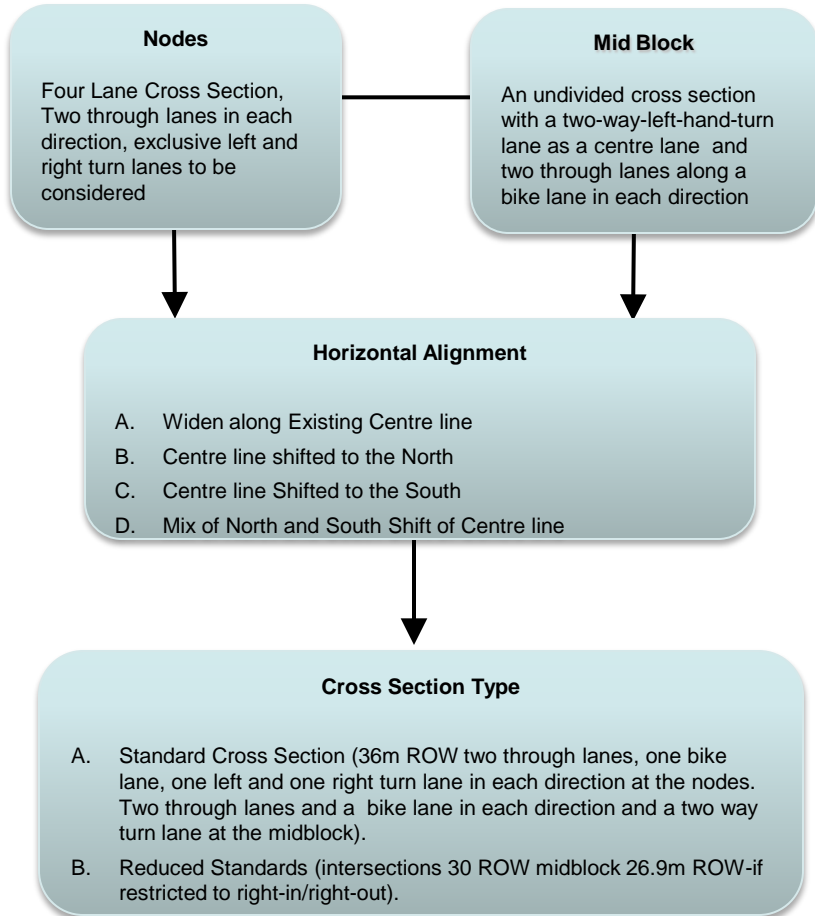 Nodes
Four Lane Cross Section,
Two through lanes in each
direction, exclusive left and
right turn lanes to be
considered
Mid Block
An undivided cross section
with a two-way-left-hand-turn
lane as a centre lane and
two through lanes along a
bike lane in each direction
Horizontal Alignment
A. Widen along Existing Centre line
B. Centre line shifted to the North
C. Centre line Shifted to the South
D. Mix of North and South Shift of Centre line
Cross Section Type
A. Standard Cross Section (36m ROW two through lanes, one bike
lane, one left and one right turn lane in each direction at the nodes.
Two through lanes and a bike lane in each direction and a two way
turn lane at the midblock).
B. Reduced Standards (intersections 30 ROW midblock 26.9m ROW-if
restricted to right-in/right-out).